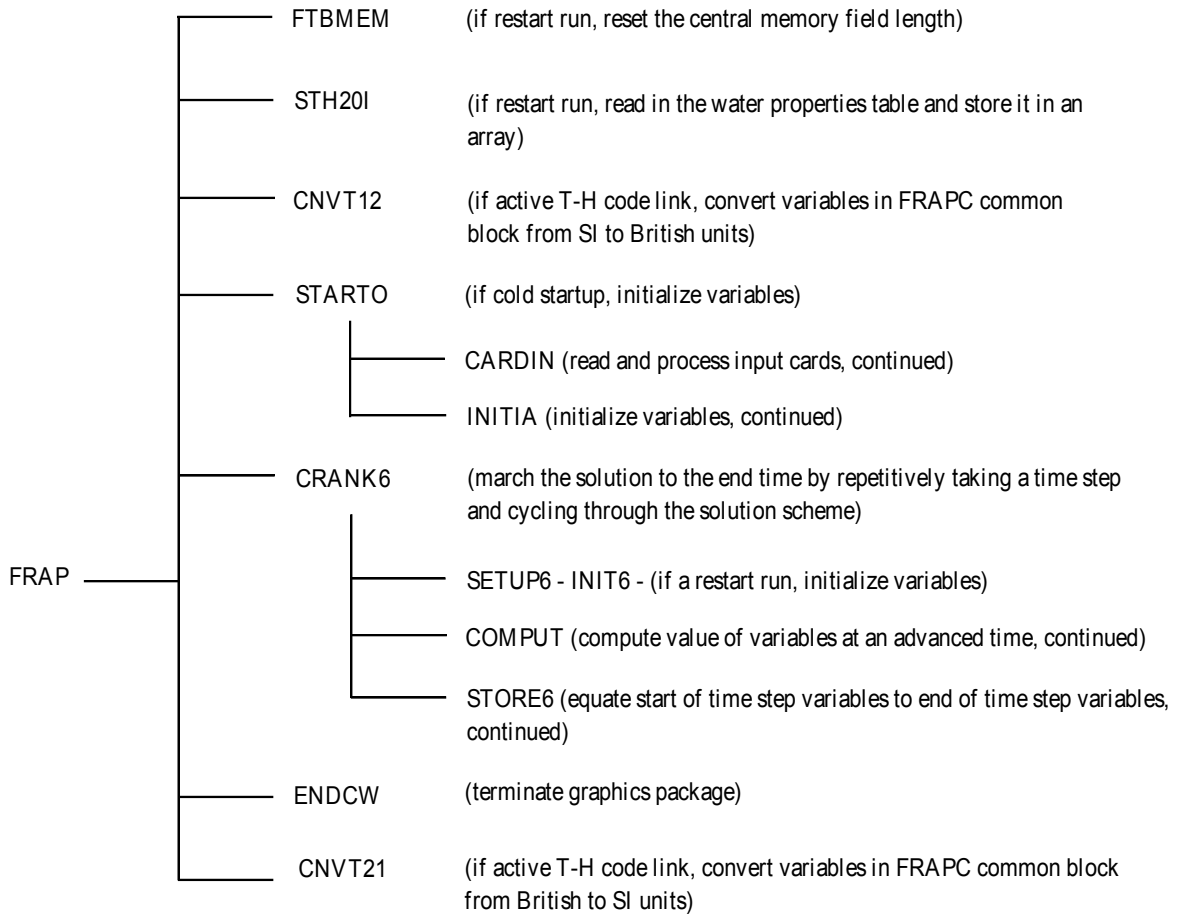 FTBMEM (if restart run, reset the central memory field length)
STH20I (if restart run, read in the water properties table and store it in an
array)
CNVT12 (if active T-H code link, convert variables in FRAPC common
block from SI to British units)
STARTO (if cold startup, initialize variables)
CARDIN (read and process input cards, continued)
INITIA (initialize variables, continued)
CRANK6 (march the solution to the end time by repetitively taking a time step
and cycling through the solution scheme)
FRAP
SETUP6 - INIT6 - (if a restart run, initialize variables)
COMPUT (compute value of variables at an advanced time, continued)
STORE6 (equate start of time step variables to end of time step variables,
continued)
ENDCW (terminate graphics package)
CNVT21 (if active T-H code link, convert variables in FRAPC common block
from British to SI units)